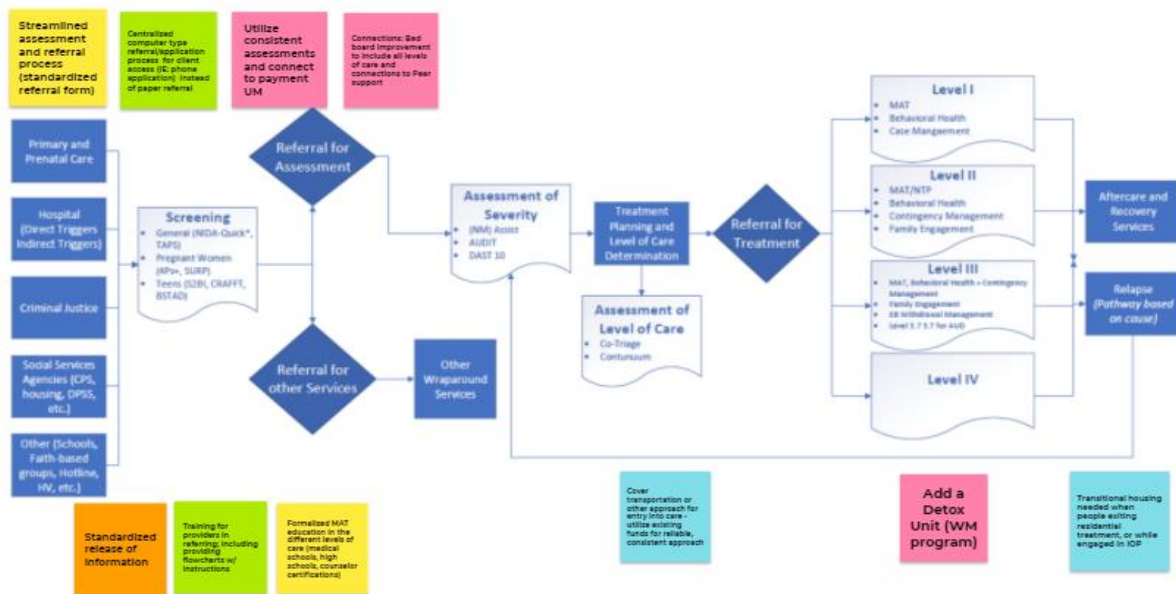 Streamlined
assessment
and referral
process
(standardized
referral form)
Centralized
computer type
referral/application
process for client
access (IE: phone
application) instead
of paper referral
Utilize
consistent
assessments
and connect
to payment
UM
Connections: Bed
board improvement
to include all levels
of care and
connections to Peer
support
Primary and
Prenatal Care
Hospital
(Direct Triggers
Indirect Triggers)
Criminal Justice
Social Services
Agencies (CPS,
housing, DPSS,
etc.)
Other (Schools,
Faith-based
groups, Hotline,
HV, etc.)
Screening
General (NIDA-Quick*,
TAPS)
Pregnant Women
(4Ps+, SURP)
Teens (S2BI, CRAFFT,
BSTAD)
Referral for
Assessment
Referral for
other Services
Other
Wraparound
Services
Assessment of
Severity
(NM) Assist
AUDIT
DAST 10
Treatment
Planning and
Level of Care
Determination
Assessment of
Level of Care
Co-Triage
Contunuum
Referral for
Treatment
Level I
MAT
Behavioral Health
Case Mangaement
Level II
MAT/NTP
Behavioral Health
Contingency Management
Family Engagement
Level III
MAT, Behavioral Health + Contingency
Management
Family Engagement
EB Withdrawal Management
Level 3.7 3.7 for AUD
Level IV
Aftercare and
Recovery
Services
Relapse
(Pathway based
on cause)
Standardized
release of
Information
Training for
providers in
referring; including
providing
flowcharts w/
instructions
Formalized MAT
education in the
different levels of
care (medical
schools, high
schools, counselor
certifications)
Cover
transportation or
other approach for
entry into care -
utilize existing
funds for reliable,
consistent approach
Add a
Detox
Unit (WM
program)
Transitional housing
needed when
people exiting
residential
treatment, or while
engaged in IOP